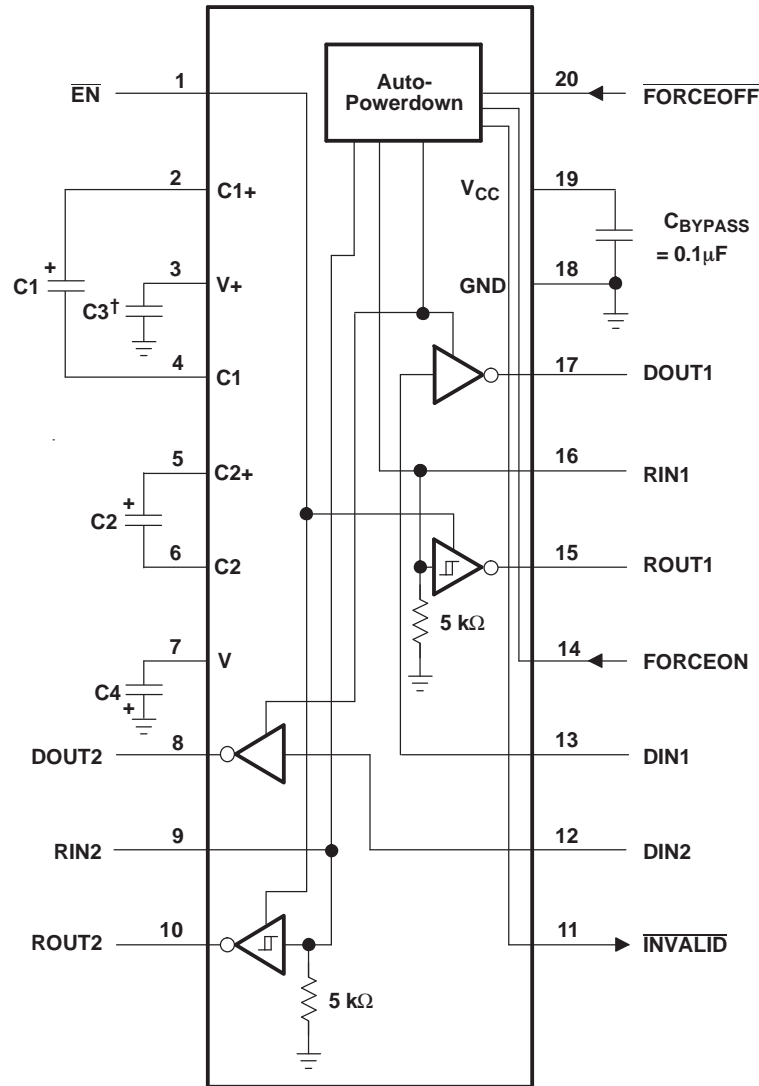 Auto-
Powerdown
EN
1
20
FORCEOFF
2
C1+
VCC
19
CBYPASS
= 0.1μF
+
C1
3
V+
C3†
GND
18
4
C1
17
DOUT1
5
C2+
16
RIN1
+
C2
6
C2
15
ROUT1
5 kΩ
7
V
14
FORCEON
C4
+
DOUT2
8
13
DIN1
RIN2
9
12
DIN2
ROUT2
10
11
INVALID
5 kΩ